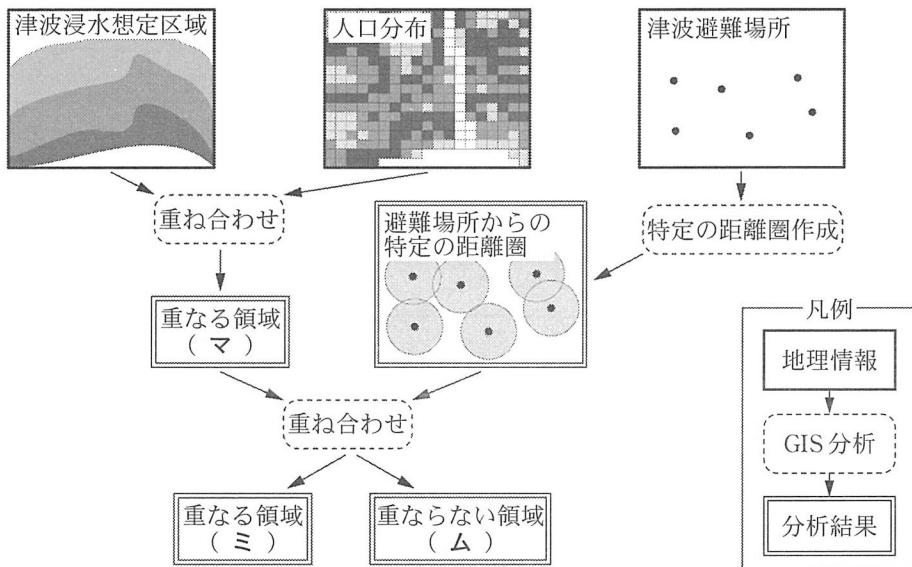 津波浸水想定区域
人口分布
津波避難場所
重ね合わせ
避難場所からの
特定の距離圏
特定の距離圏作成
重なる領域
（ マ ）
重ね合わせ
重なる領域
（ ミ ）
重ならない領域
（ ム ）
凡例
地理情報
GIS 分析
分析結果